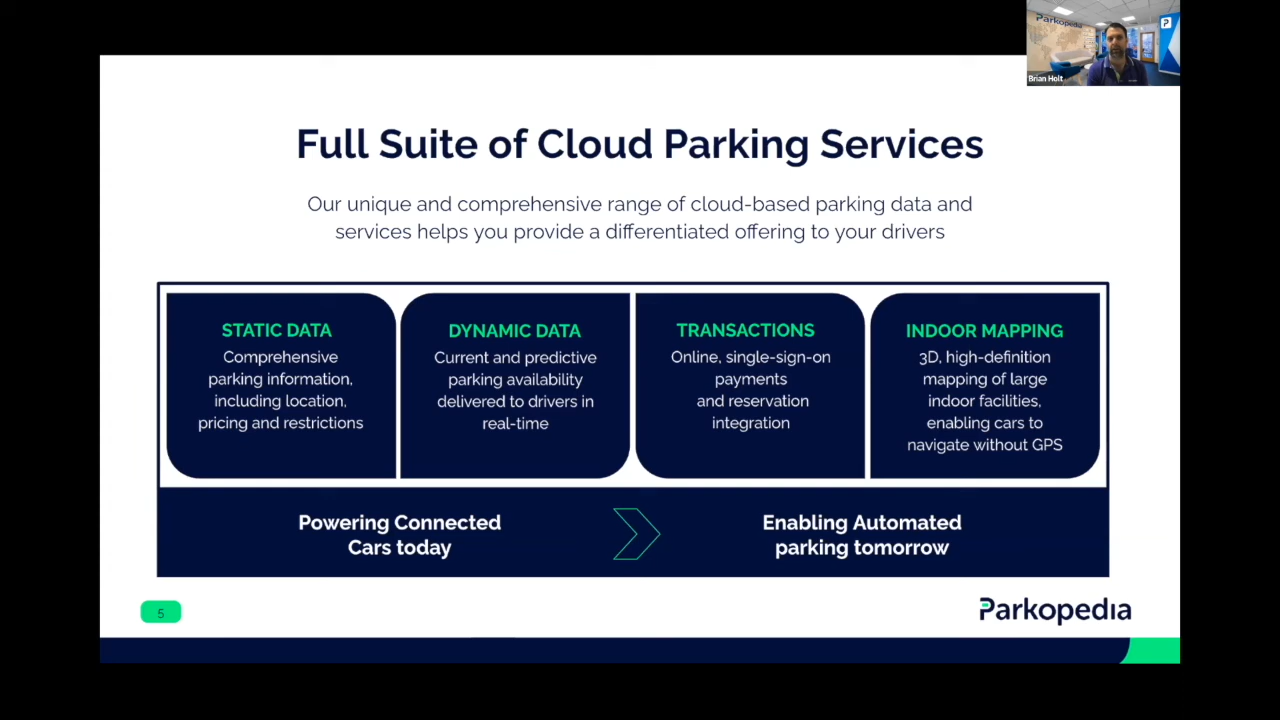 Parkopedia
P
Brian Holt
Full Suite of Cloud Parking Services
Our unique and comprehensive range of cloud-based parking data and
services helps you provide a differentiated offering to your drivers
STATIC DATA
Comprehensive
parking information,
including location,
pricing and restrictions
DYNAMIC DATA
Current and predictive
parking availability
delivered to drivers in
real-time
TRANSACTIONS
Online, single-sign-on
payments
and reservation
integration
INDOOR MAPPING
3D, high-definition
mapping of large
indoor facilities,
enabling cars to
navigate without GPS
Powering Connected
Cars today
Enabling Automated
parking tomorrow
5
Parkopedia